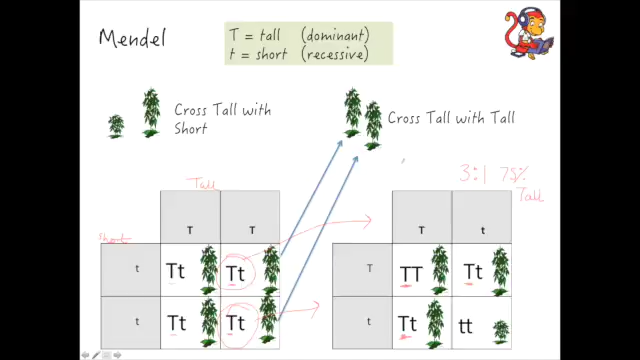 Mendel
T = tall (dominant)
t = short (recessive)
Cross Tall with
Short
Cross Tall with Tall
3:1 75%
Tall
Tall
T T
short
t Tt Tt
t Tt Tt
T t
T TT Tt
t Tt tt